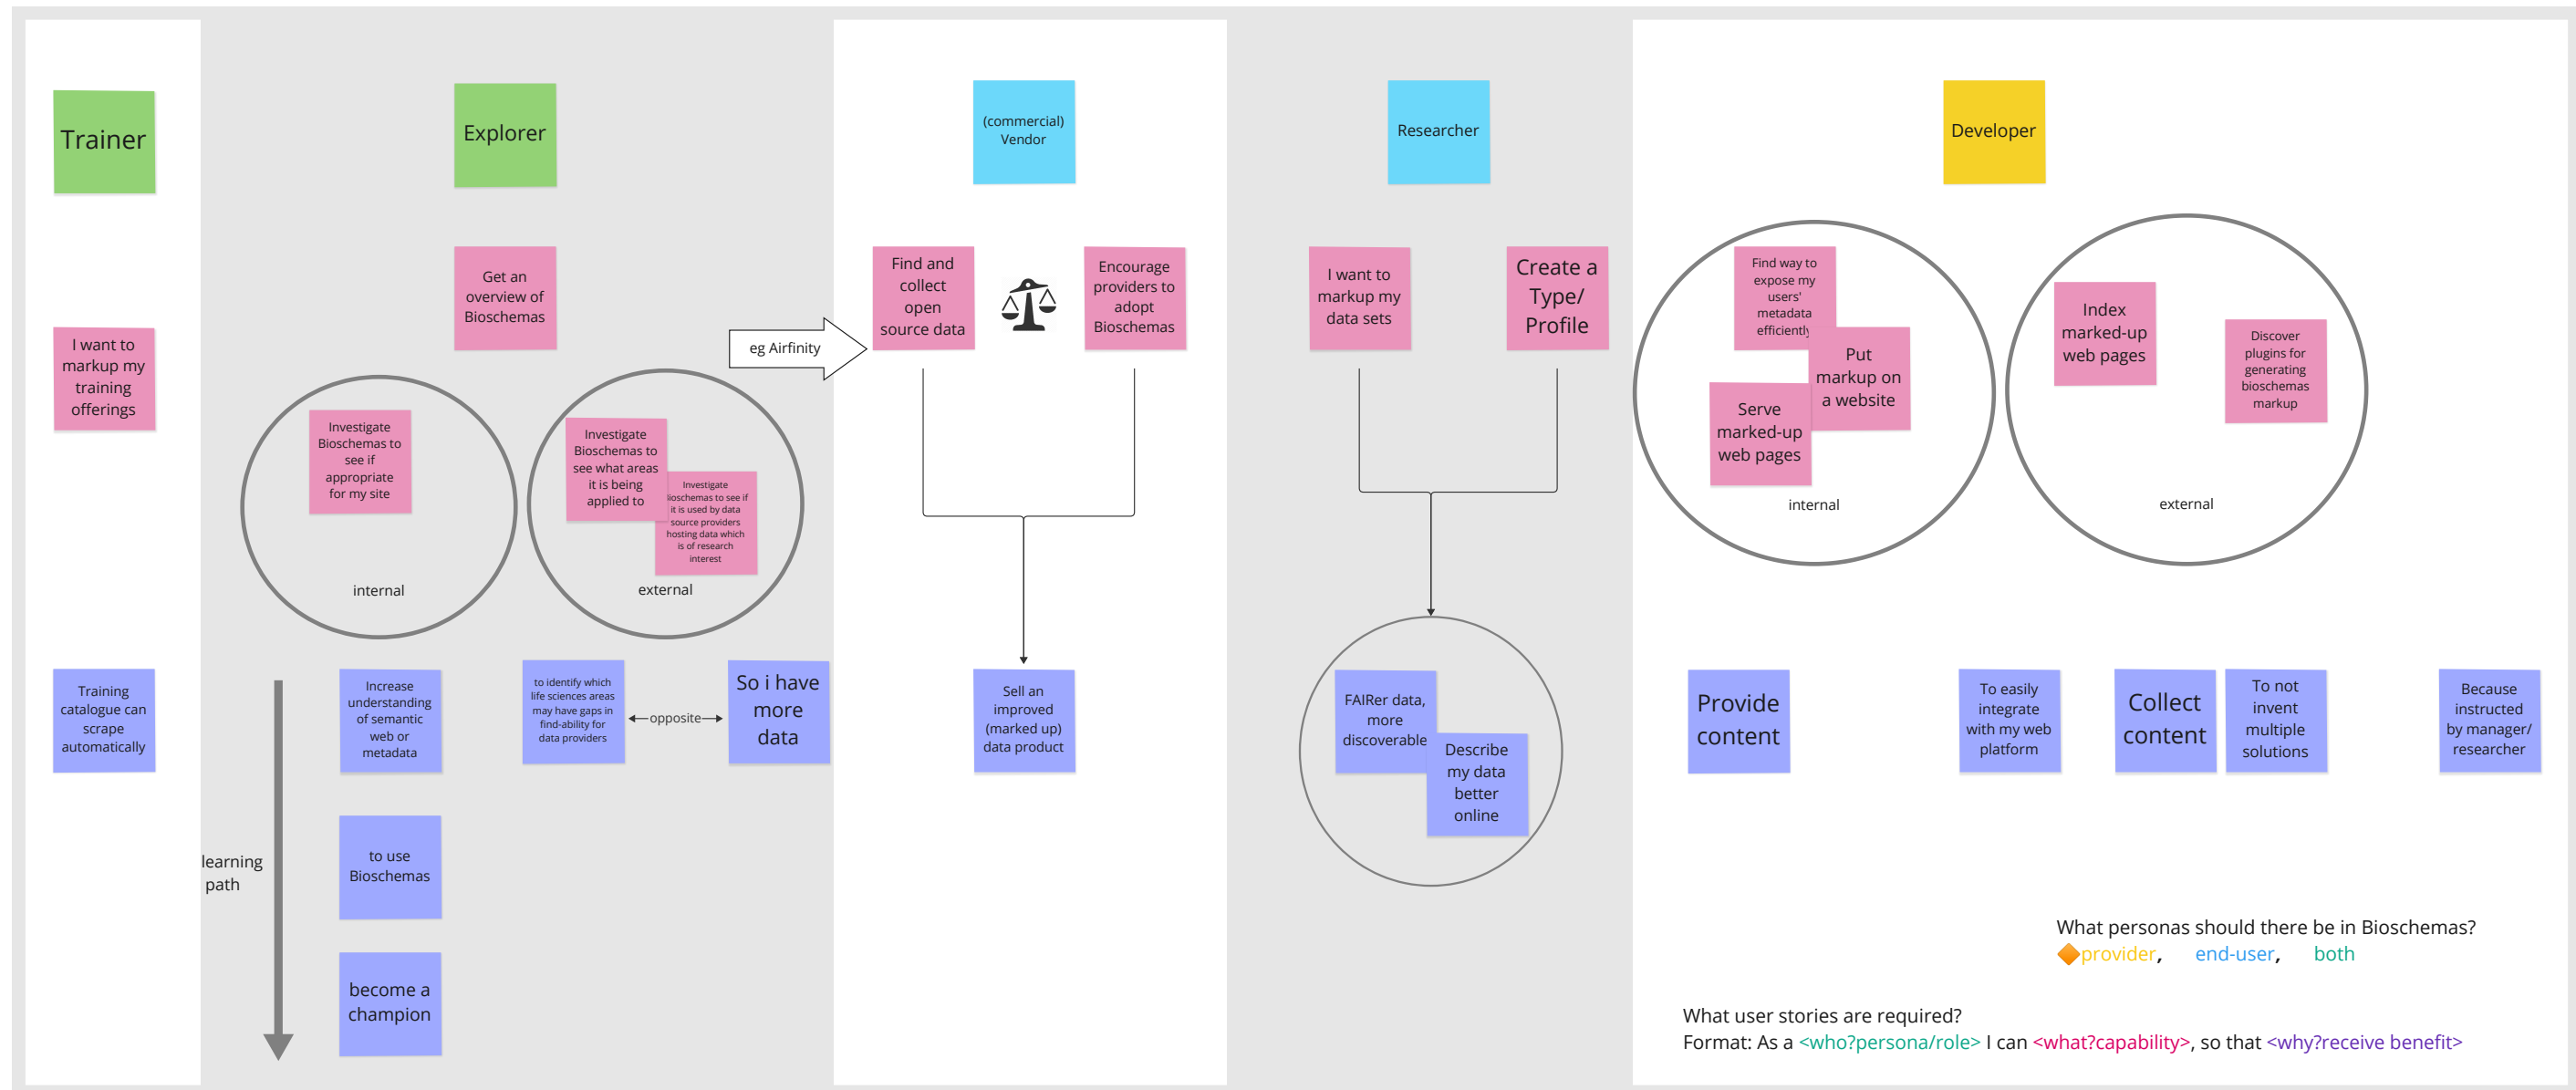 Trainer
I want to
markup my
training
offerings
Training
catalogue can
scrape
automatically
Explorer
Get an
overview of
Bioschemas
Investigate
Bioschemas to
see if
appropriate
for my site
internal
Investigate
Bioschemas to
see what areas
it is being
applied to
Investigate
ioschemas to see if
it is used by data
source providers
hosting data which
is of research
interest
external
learning
path
Increase
understanding
of semantic
web or
metadata
to use
Bioschemas
become a
champion
to identify which
life sciences areas
may have gaps in
find-ability for
data providers
opposite
So i have
more
data
eg Airfinity
(commercial)
Vendor
Find and
collect
open
source data
Encourage
providers to
adopt
Bioschemas
Sell an
improved
(marked up)
data product
Researcher
I want to
markup my
data sets
Create a
Type/
Profile
FAIRer data,
more
discoverable
Describe
my data
better
online
Developer
Find way to
expose my
users'
metadata
efficiently
Put
markup on
a website
Serve
marked-up
web pages
internal
Index
marked-up
web pages
Discover
plugins for
generating
bioschemas
markup
external
Provide
content
To easily
integrate
with my web
platform
Collect
content
To not
invent
multiple
solutions
Because
instructed
by manager/
researcher
What personas should there be in Bioschemas?
provider, end-user, both
What user stories are required?
Format: As a <who?persona/role> I can <what?capability>, so that <why?receive benefit>